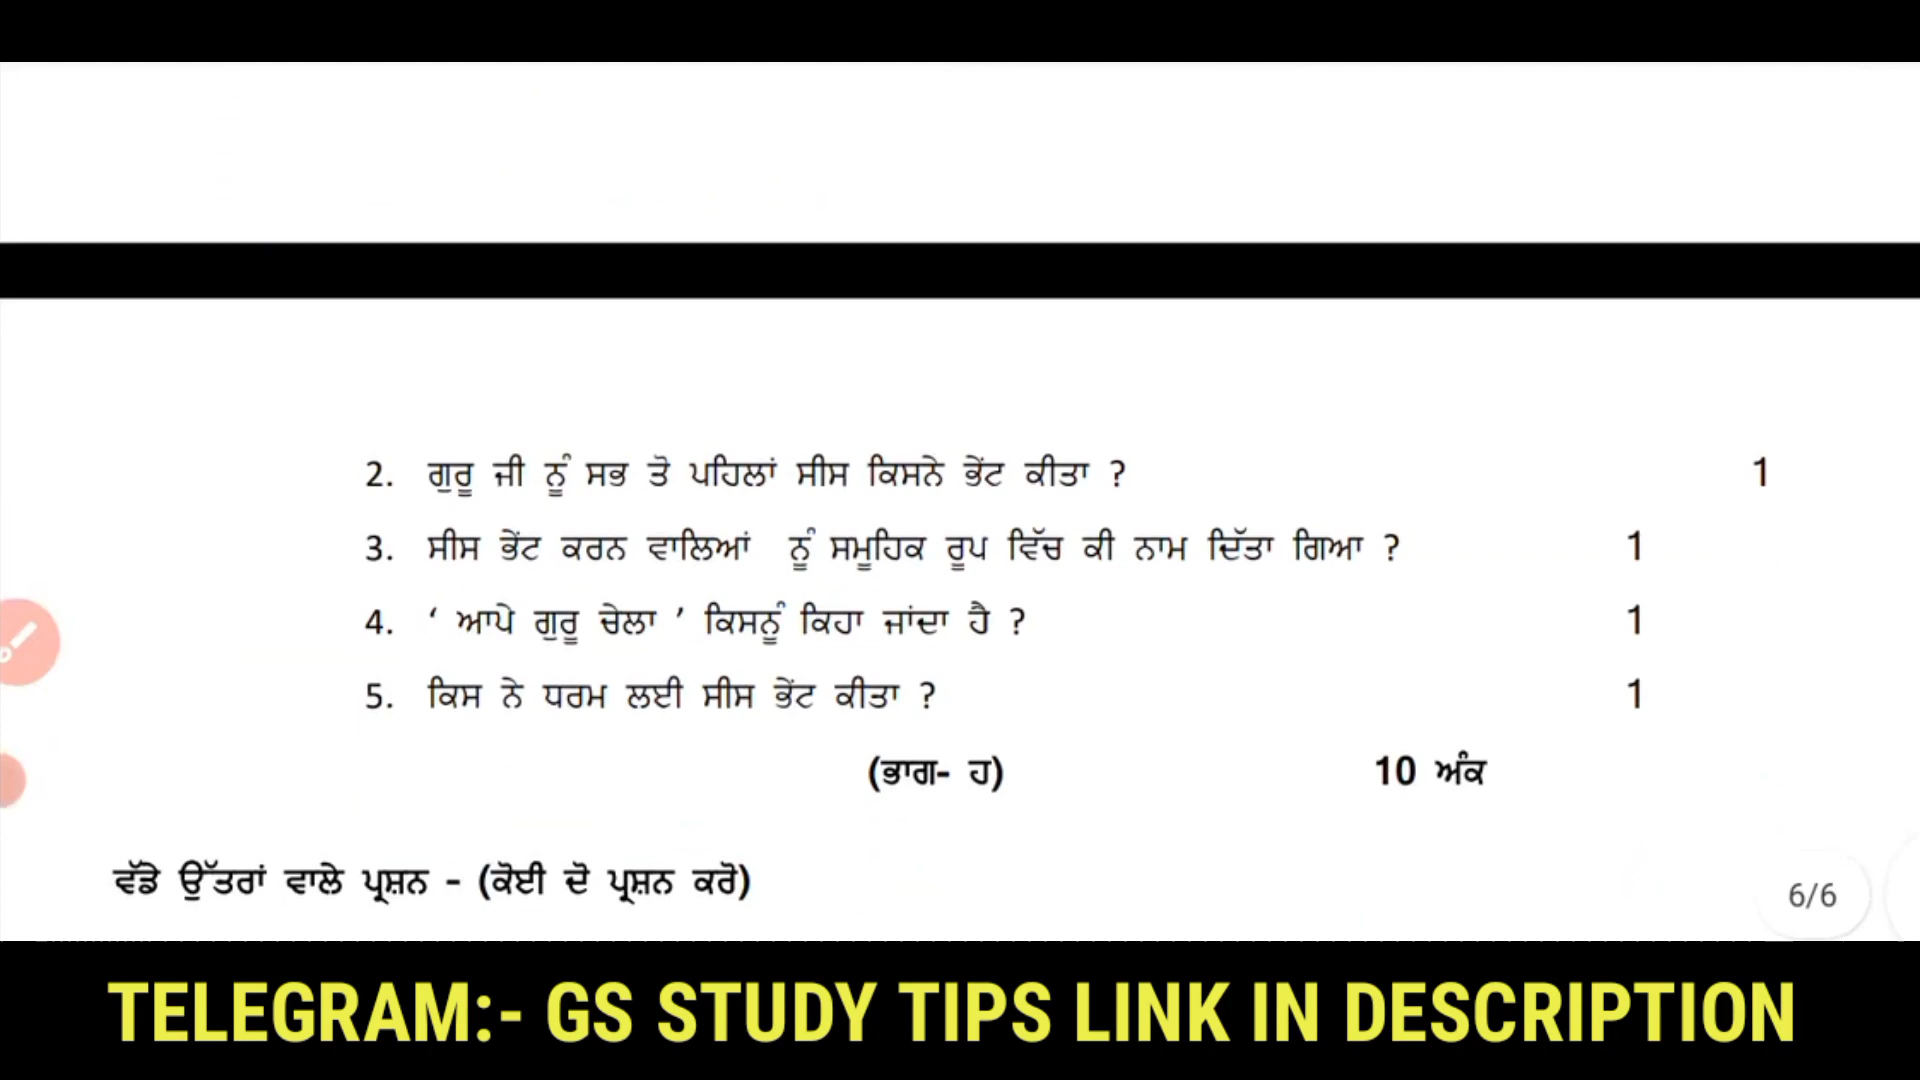 2. ਗੁਰੂ ਜੀ ਨੂੰ ਸਭ ਤੋ ਪਹਿਲਾਂ ਸੀਸ ਕਿਸਨੇ ਭੇਂਟ ਕੀਤਾ ? 1
3. ਸੀਸ ਭੇਂਟ ਕਰਨ ਵਾਲਿਆਂ ਨੂੰ ਸਮੂਹਿਕ ਰੂਪ ਵਿੱਚ ਕੀ ਨਾਮ ਦਿੱਤਾ ਗਿਆ ? 1
4. ‘ ਆਪੇ ਗੁਰੂ ਚੇਲਾ ’ ਕਿਸਨੂੰ ਕਿਹਾ ਜਾਂਦਾ ਹੈ ? 1
5. ਕਿਸ ਨੇ ਧਰਮ ਲਈ ਸੀਸ ਭੇਂਟ ਕੀਤਾ ? 1
(ਭਾਗ- ਹ) 10 ਅੰਕ
ਵੱਡੇ ਉੱਤਰਾਂ ਵਾਲੇ ਪ੍ਰਸ਼ਨ - (ਕੋਈ ਦੋ ਪ੍ਰਸ਼ਨ ਕਰੋ)
6/6
TELEGRAM:- GS STUDY TIPS LINK IN DESCRIPTION